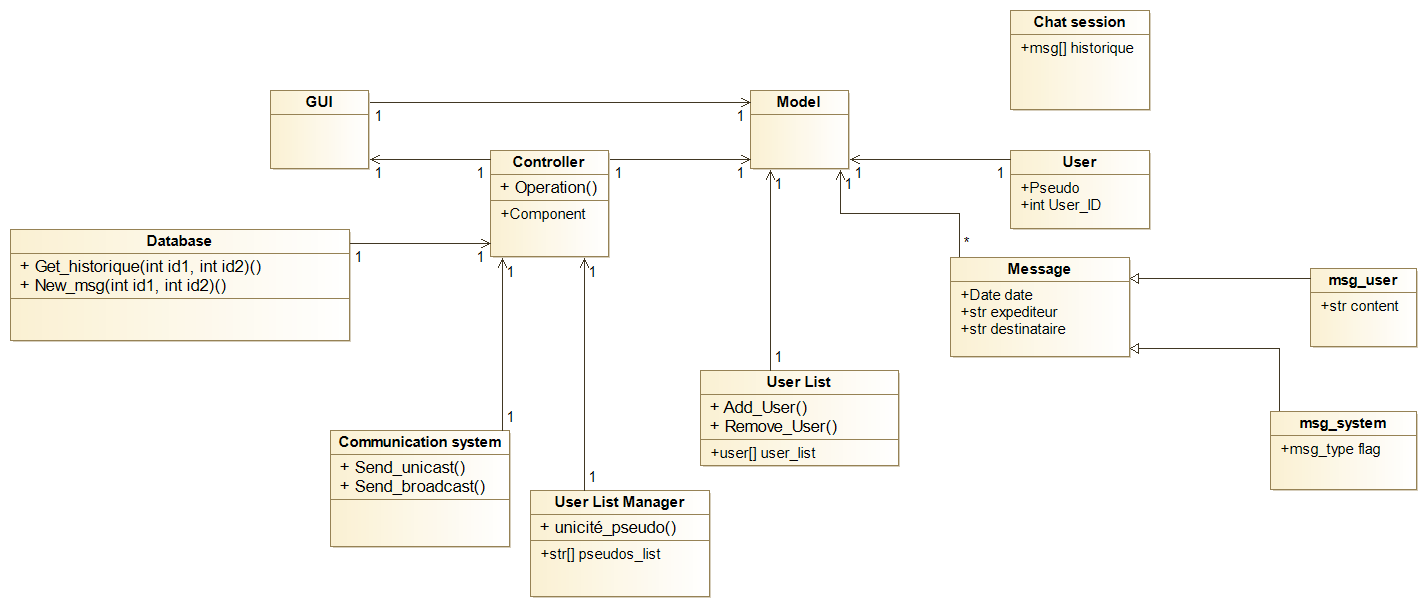 Chat session
+msg[] historique
GUI
1
1
Model
Controller
+ Operation()
+Component
1
1
1
1
User
+Pseudo
+int User_ID
1
1
1
1
Database
+ Get_historique(int id1, int id2)()
+ New_msg(int id1, int id2)()
1
1
*
Message
+Date date
+str expediteur
+str destinataire
msg_user
+str content
1
1
1
User List
+ Add_User()
+ Remove_User()
+user[] user_list
msg_system
+msg_type flag
1
Communication system
+ Send_unicast()
+ Send_broadcast()
1
User List Manager
+ unicité_pseudo()
+str[] pseudos_list